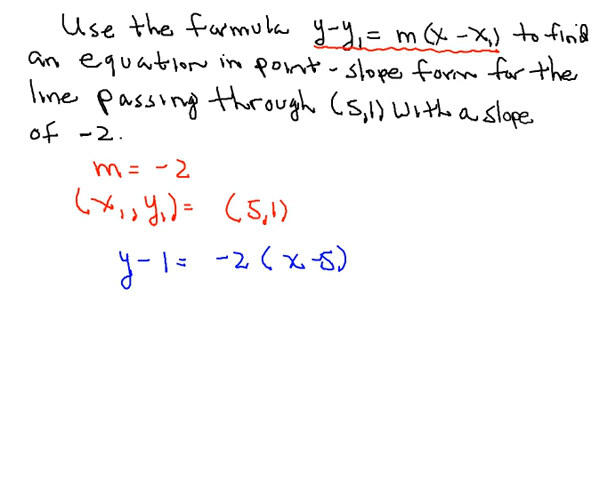 Use the formula y-y₁ = m(x-x₁) to find
an equation in point-slope form for the
line passing through (5,1) with a slope
of -2.
m = -2
(x₁, y₁) = (5,1)
y-1 = -2(x-5)